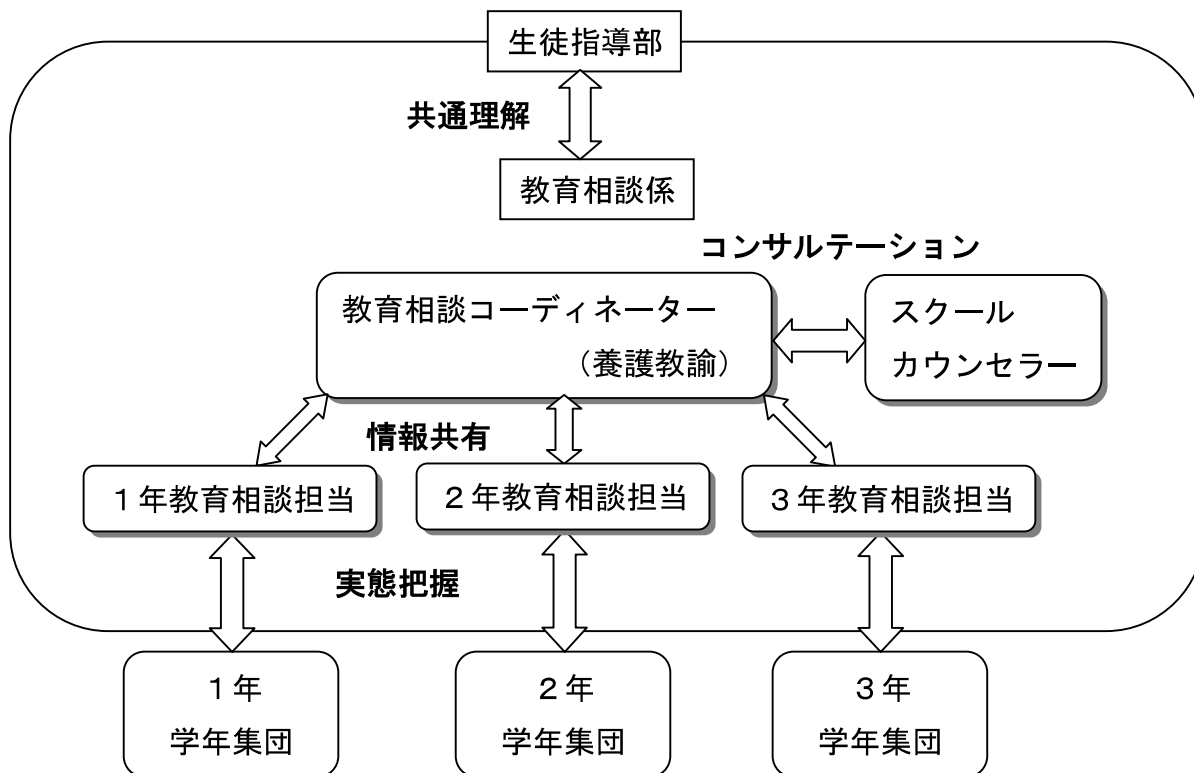 生徒指導部
共通理解
教育相談係
コンサルテーション
教育相談コーディネーター
（養護教諭）
スクール
カウンセラー
情報共有
１年教育相談担当
２年教育相談担当
３年教育相談担当
実態把握
１年
学年集団
２年
学年集団
３年
学年集団